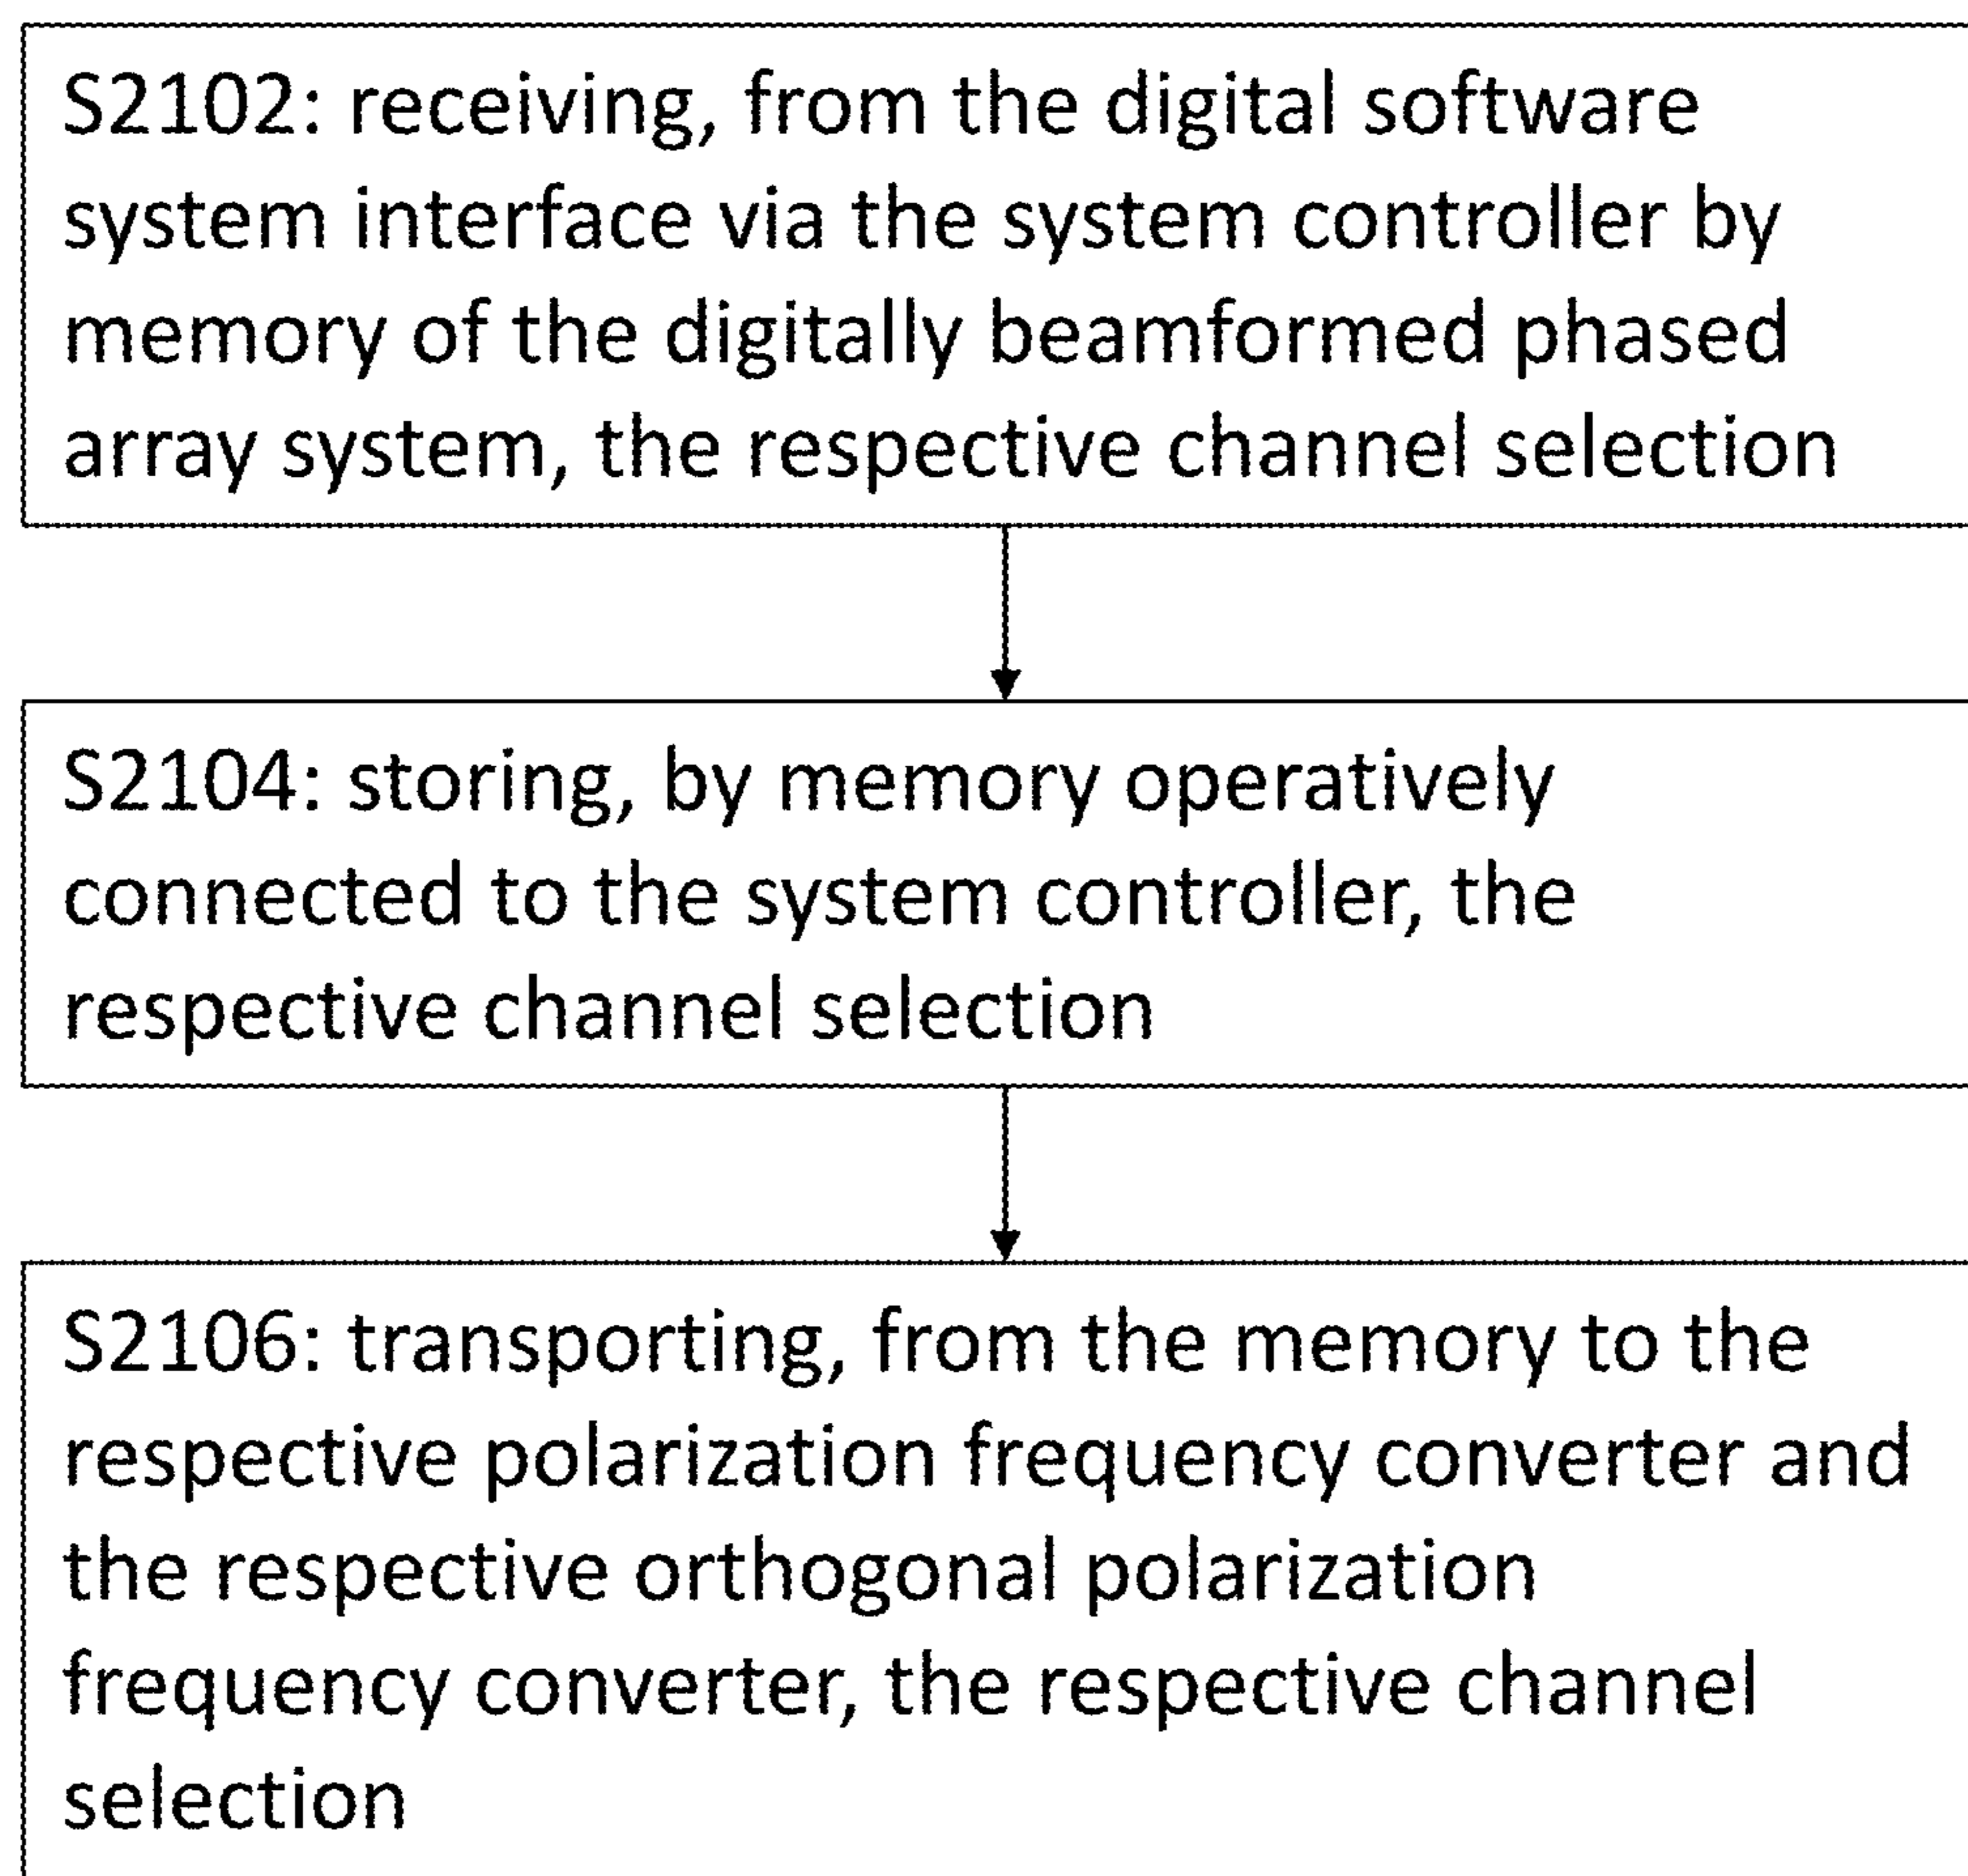 S2102: receiving, from the digital software
system interface via the system controller by
memory of the digitally beamformed phased
array system, the respective channel selection
S2104: storing, by memory operatively
connected to the system controller, the
respective channel selection
S2106: transporting, from the memory to the
respective polarization frequency converter and
the respective orthogonal polarization
frequency converter, the respective channel
selection